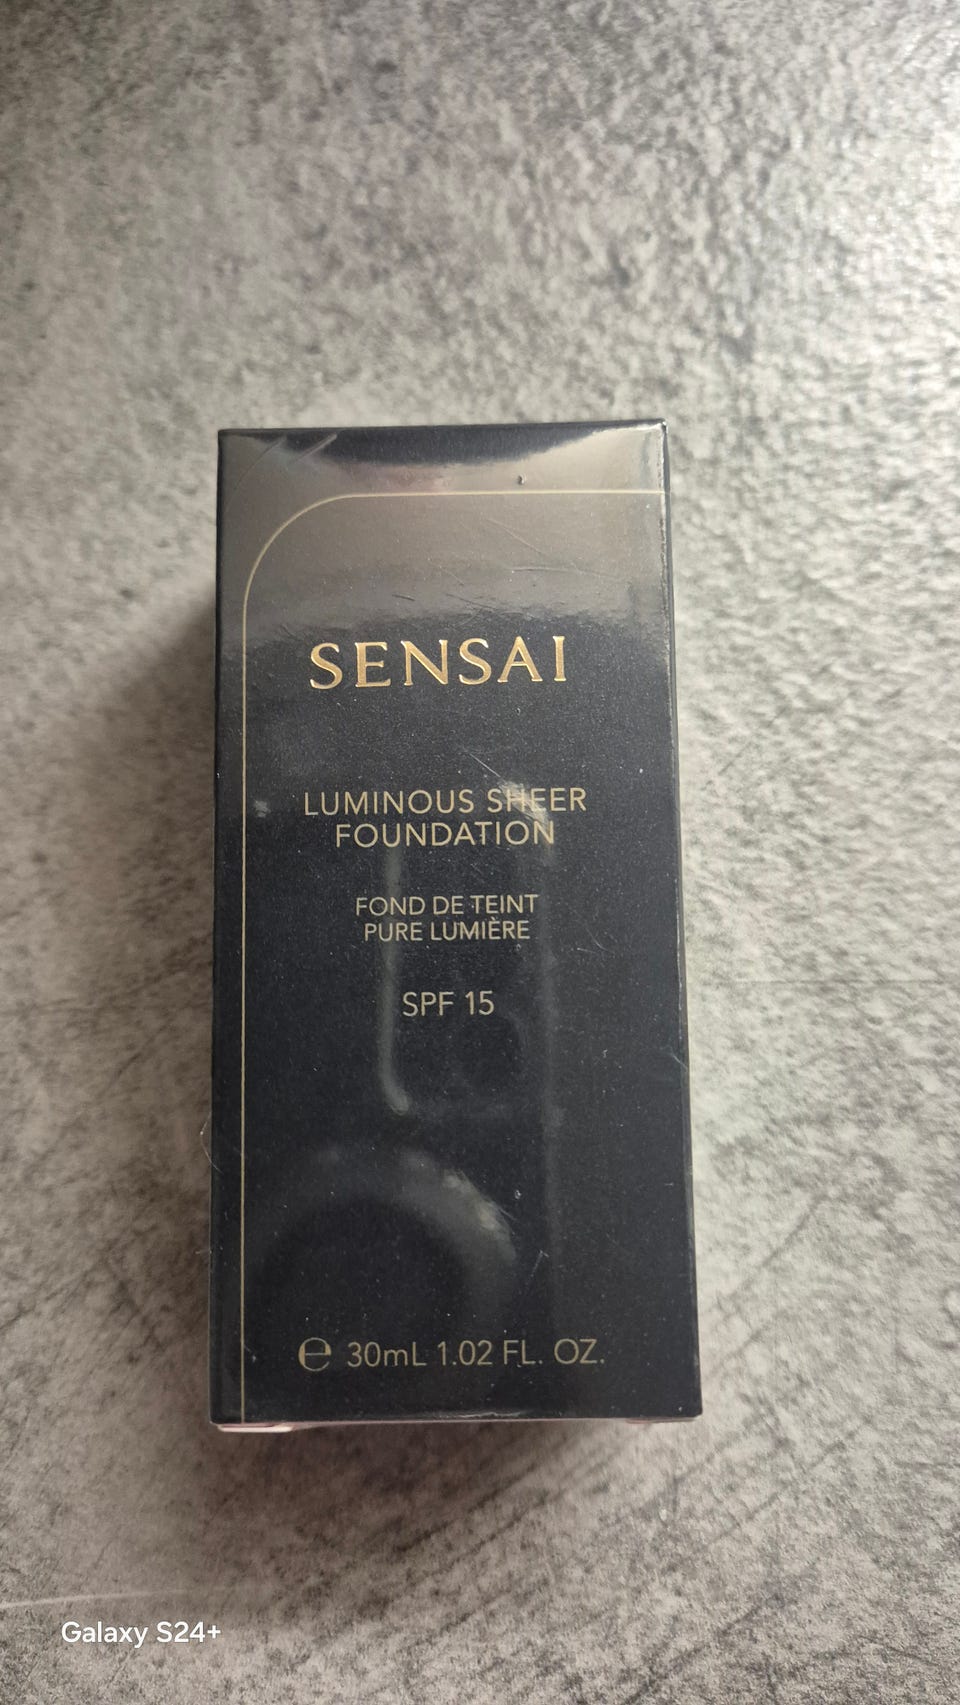 SENSAI
LUMINOUS SHEER
FOUNDATION
FOND DE TEINT
PURE LUMIÈRE
SPF 15
℮ 30mL 1.02 FL. OZ.
Galaxy S24+